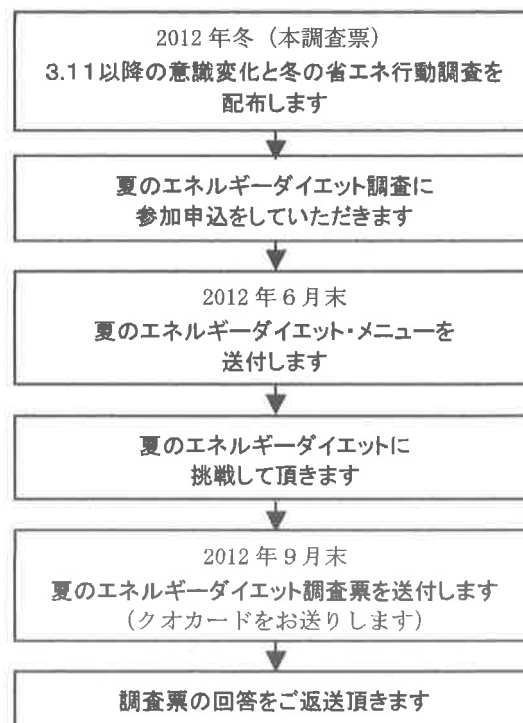 2012年冬（本調査票）
3.11以降の意識変化と冬の省エネ行動調査を
配布します
夏のエネルギーダイエット調査に
参加申込をしていただきます
2012年６月末
夏のエネルギーダイエット・メニューを
送付します
夏のエネルギーダイエットに
挑戦して頂きます
2012年９月末
夏のエネルギーダイエット調査票を送付します
（クオカードをお送りします）
調査票の回答をご返送頂きます